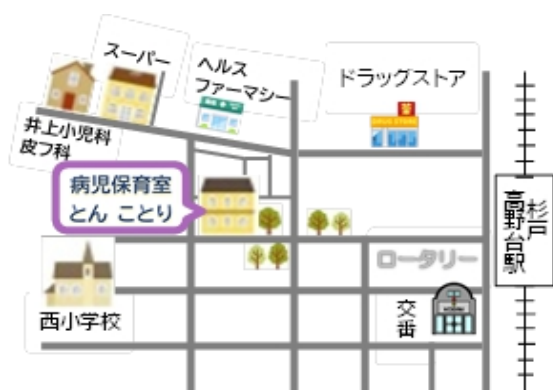 スーパー
ヘルス
ファーマシー
ドラッグストア
井上小児科
皮フ科
病児保育室
とん ことり
杉戸
高野台駅
ロータリー
西小学校
交番